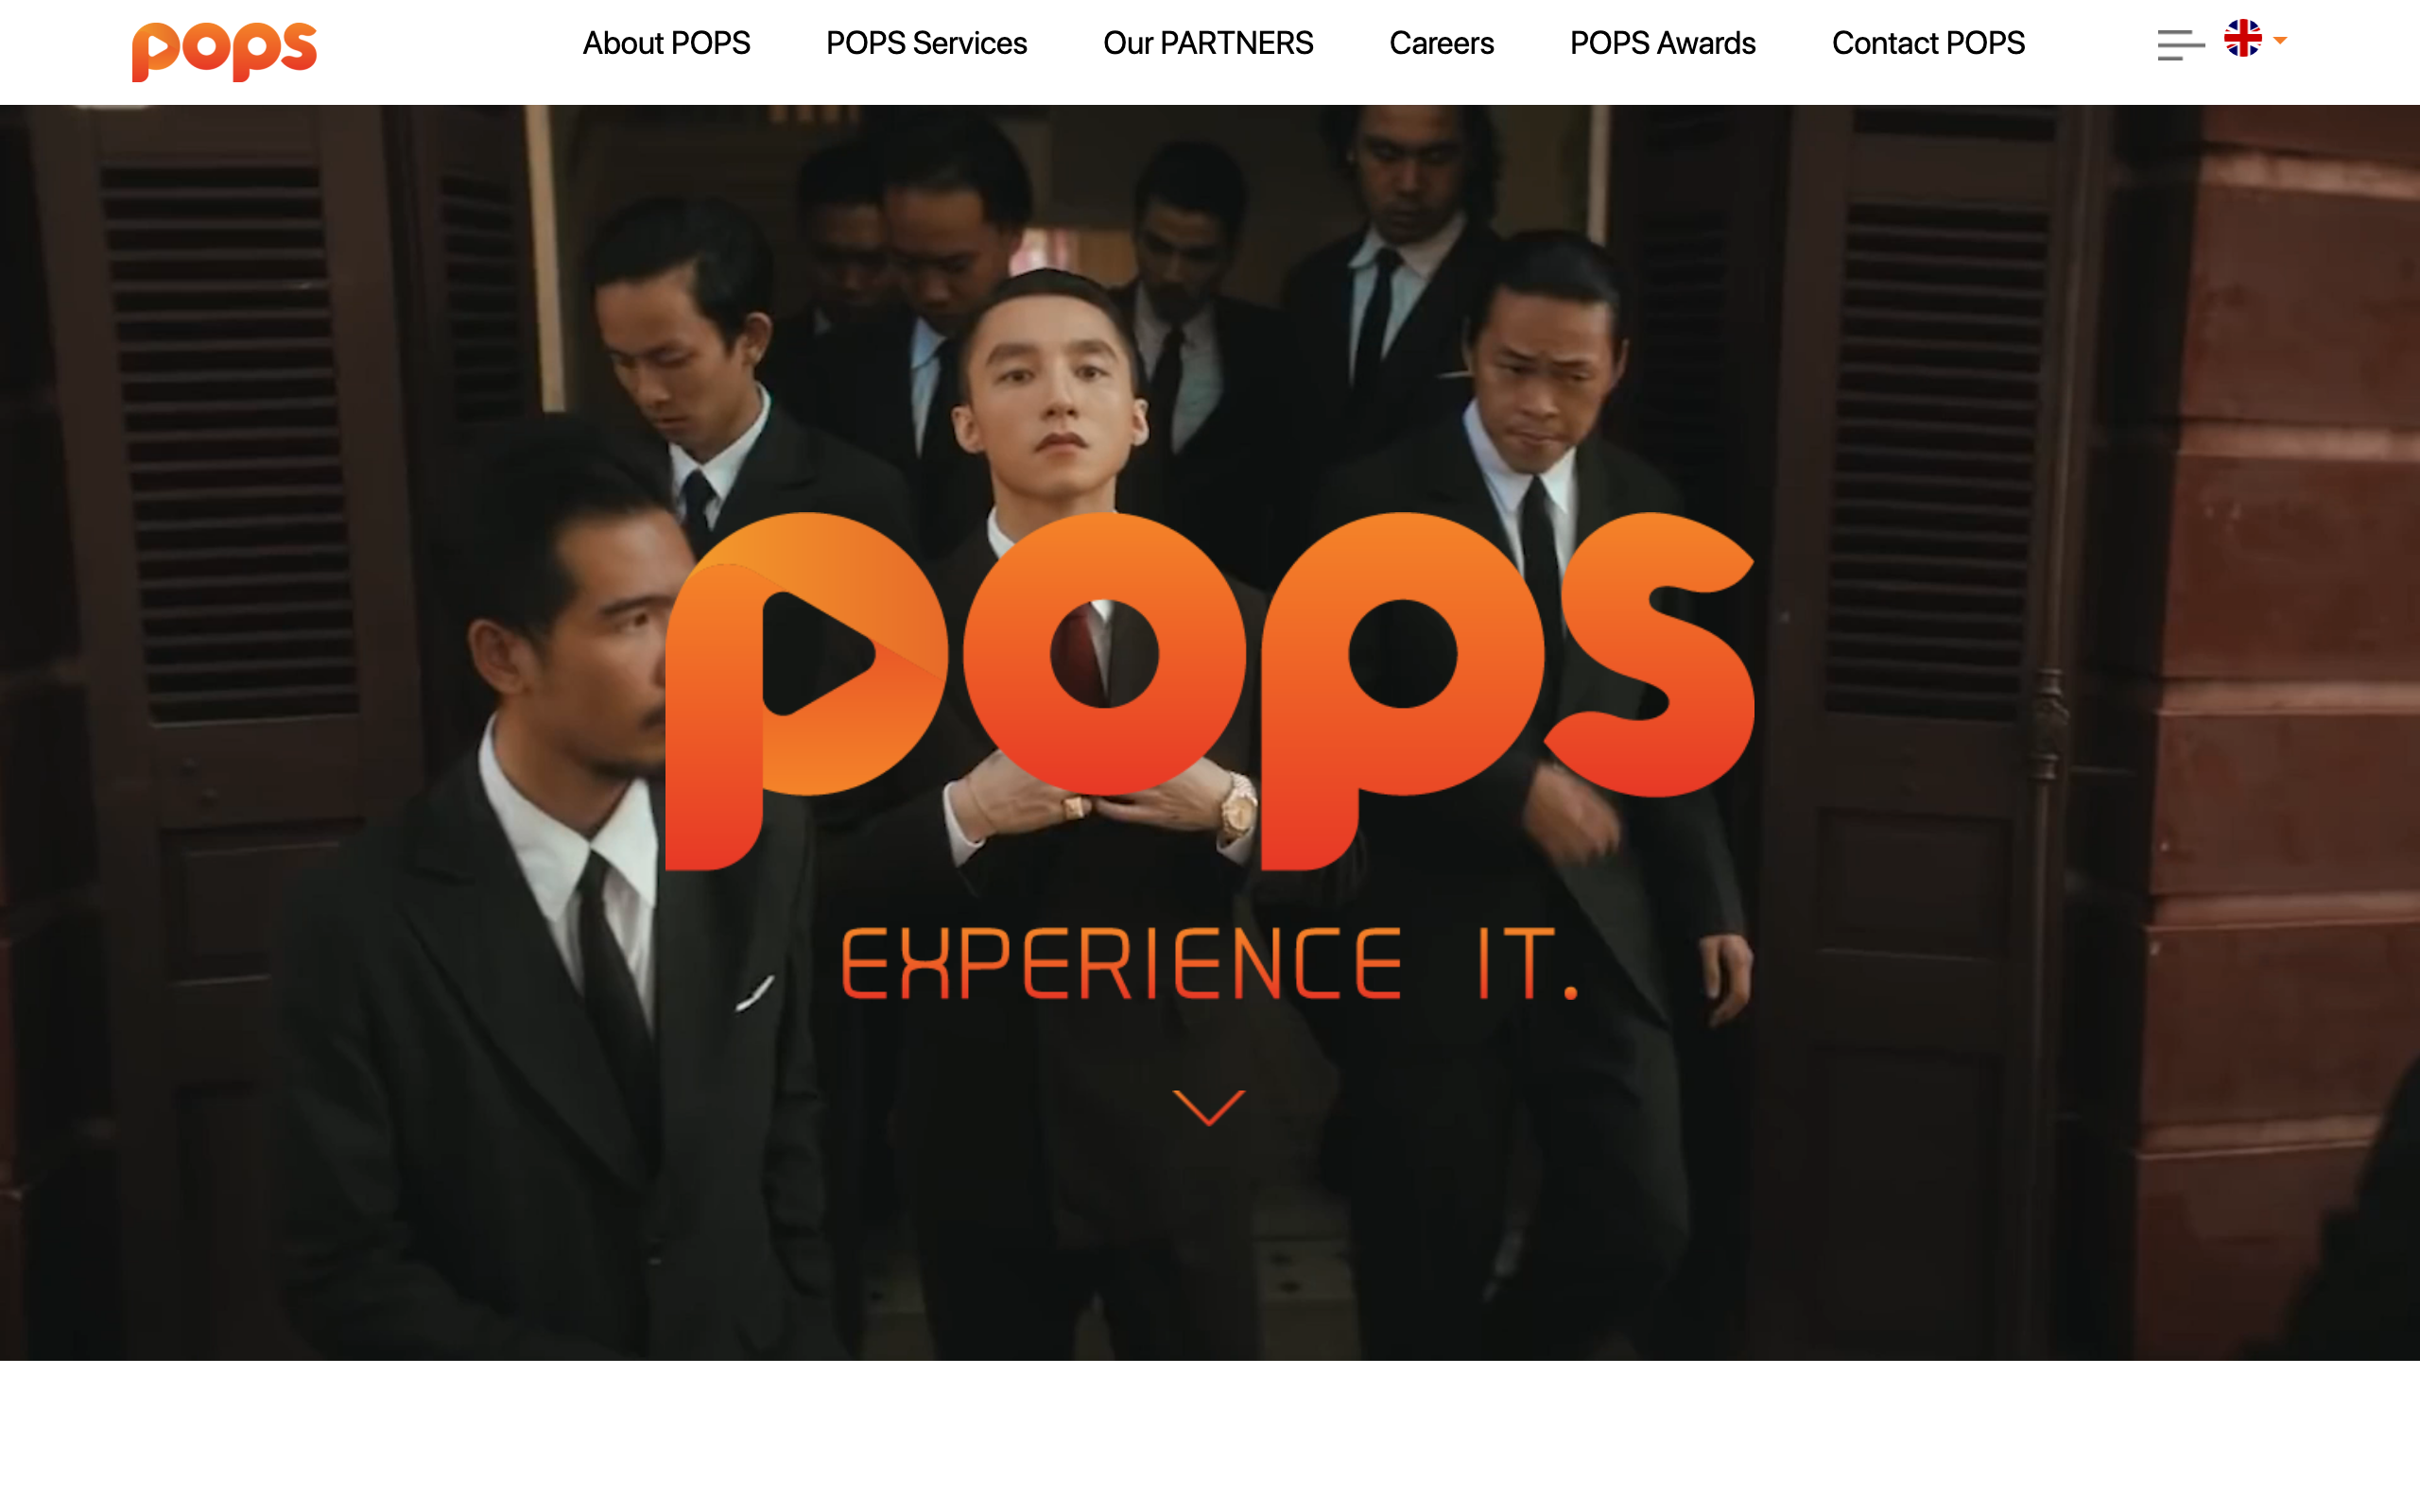 pops
About POPS
POPS Services
Our PARTNERS
Careers
POPS Awards
Contact POPS
pops
EXPERIENCE IT.